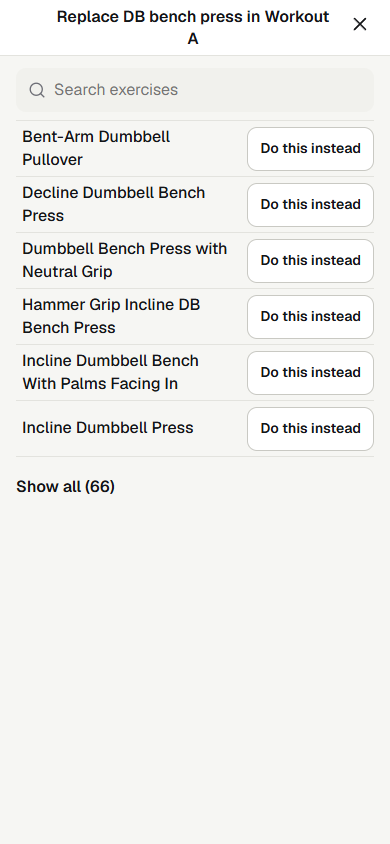 Replace DB bench press in Workout
A
Search exercises
Bent-Arm Dumbbell
Pullover
Do this instead
Decline Dumbbell Bench
Press
Do this instead
Dumbbell Bench Press with
Neutral Grip
Do this instead
Hammer Grip Incline DB
Bench Press
Do this instead
Incline Dumbbell Bench
With Palms Facing In
Do this instead
Incline Dumbbell Press
Do this instead
Show all (66)